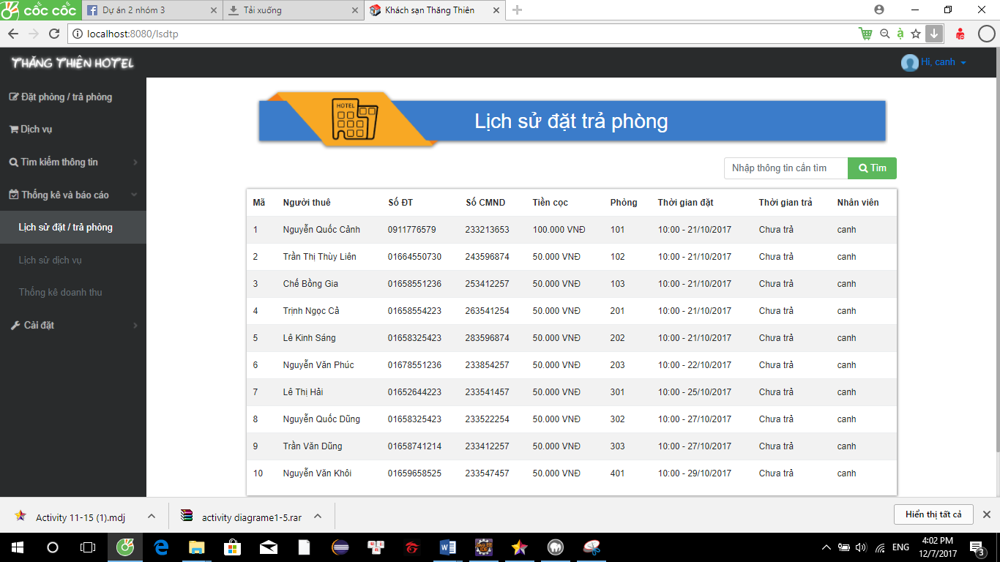 cốc cốc
Dự án 2 nhóm 3
Tải xuống
Khách sạn Thăng Thiên
localhost:8080/lsdtp
THĂNG THIÊN HOTEL
Hi, canh
Đặt phòng / trả phòng
Dịch vụ
Tìm kiếm thông tin
Thống kê và báo cáo
Lịch sử đặt / trả phòng
Lich sử dịch vụ
Thống kê doanh thu
Cài đặt
HOTEL
Lịch sử đặt trả phòng
Nhập thông tin cần tìm
Tìm
Mã Người thuê Số ĐT Số CMND Tiền cọc Phòng Thời gian đặt Thời gian trả Nhân viên
1 Nguyễn Quốc Cảnh 0911776579 233213653 100.000 VNĐ 101 10:00 - 21/10/2017 Chưa trả canh
2 Trần Thị Thùy Liên 01664550730 243596874 50.000 VNĐ 102 10:00 - 21/10/2017 Chưa trả canh
3 Chế Bồng Gia 01658551236 253412257 50.000 VNĐ 103 10:00 - 21/10/2017 Chưa trả canh
4 Trịnh Ngọc Cả 01658554223 263541254 50.000 VNĐ 201 10:00 - 21/10/2017 Chưa trả canh
5 Lê Kinh Sáng 01658325423 283596874 50.000 VNĐ 202 10:00 - 21/10/2017 Chưa trả canh
6 Nguyễn Văn Phúc 01678551236 233854257 50.000 VNĐ 203 10:00 - 22/10/2017 Chưa trả canh
7 Lê Thị Hải 01652644223 233541457 50.000 VNĐ 301 10:00 - 25/10/2017 Chưa trả canh
8 Nguyễn Quốc Dũng 01658325423 233522254 50.000 VNĐ 302 10:00 - 27/10/2017 Chưa trả canh
9 Trần Văn Dũng 01658741214 233412257 50.000 VNĐ 303 10:00 - 27/10/2017 Chưa trả canh
10 Nguyễn Văn Khôi 01659658525 233547457 50.000 VNĐ 401 10:00 - 29/10/2017 Chưa trả canh
Activity 11-15 (1).mdj
activity diagrame1-5.rar
Hiển thị tất cả
ENG
4:02 PM
12/7/2017
3